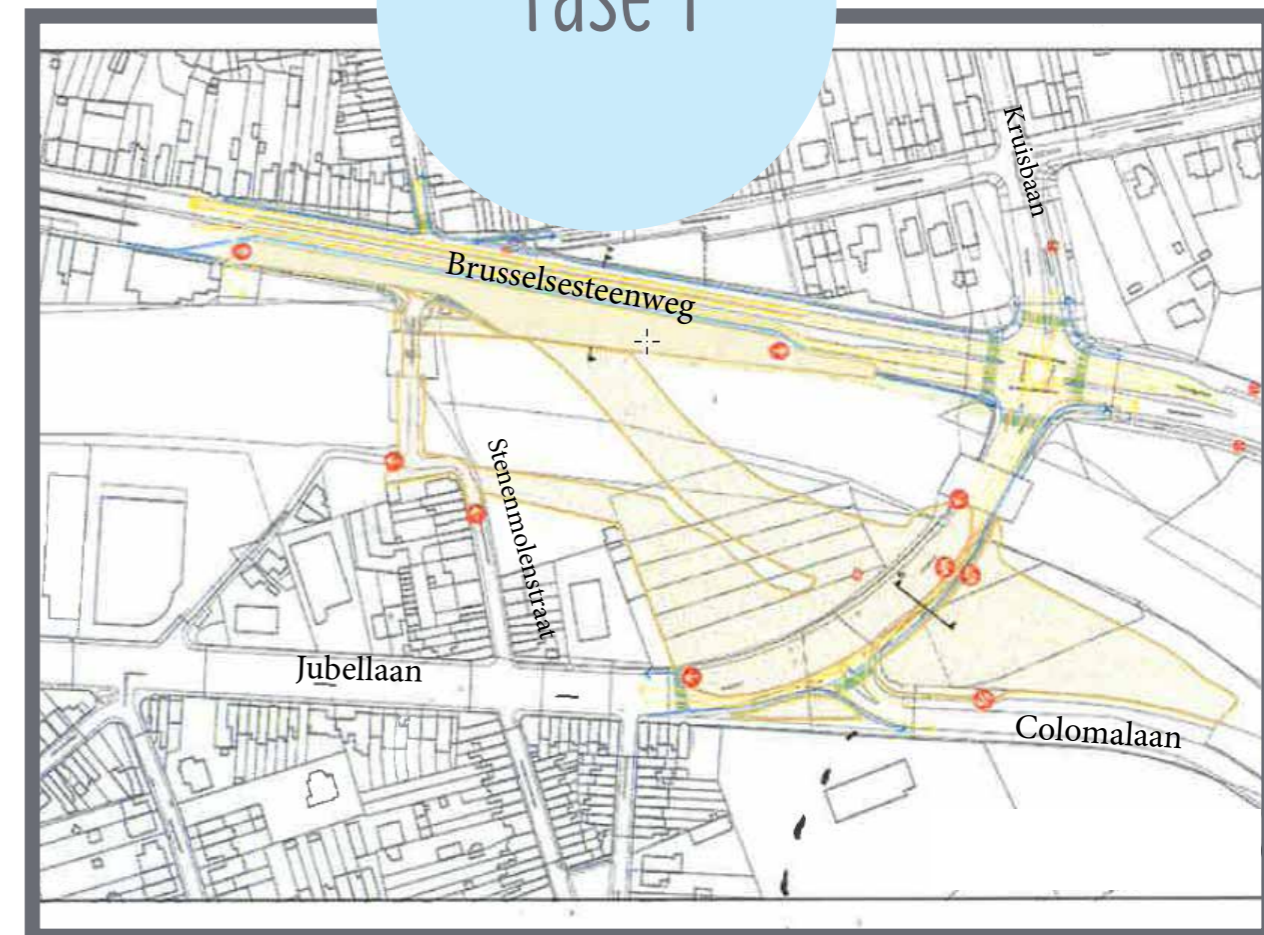 Fase 1
Kruisbaan
Brusselsesteenweg
Stenenmolenstraat
Jubellaan
Colomalaan